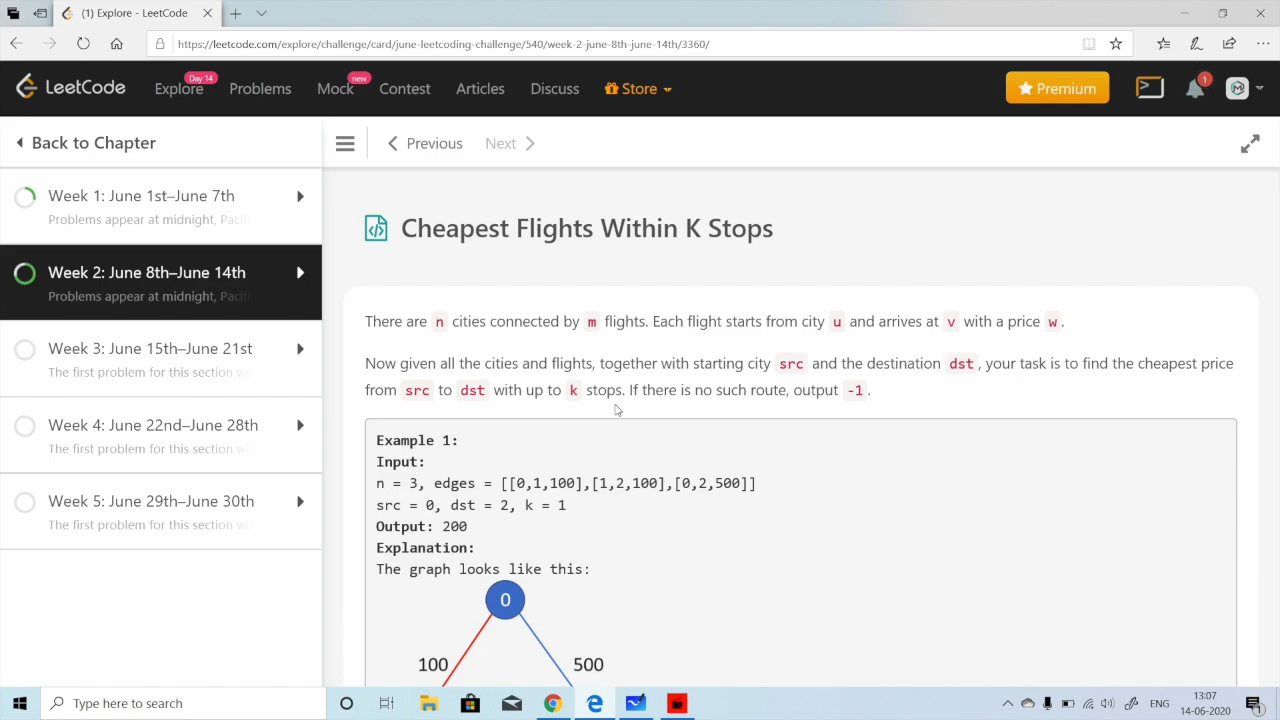 (1) Explore - LeetCode
https://leetcode.com/explore/challenge/card/june-leetcoding-challenge/540/week-2-june-8th-june-14th/3360/
LeetCode
Explore
Day 14
Problems
Mock
new
Contest
Articles
Discuss
Store
Premium
1
Back to Chapter
Previous
Next
Week 1: June 1st–June 7th
Problems appear at midnight, Pacifi
Week 2: June 8th–June 14th
Problems appear at midnight, Pacifi
Week 3: June 15th–June 21st
The first problem for this section wi
Week 4: June 22nd–June 28th
The first problem for this section wi
Week 5: June 29th–June 30th
The first problem for this section wi
Cheapest Flights Within K Stops
There are n cities connected by m flights. Each flight starts from city u and arrives at v with a price w.
Now given all the cities and flights, together with starting city src and the destination dst, your task is to find the cheapest price
from src to dst with up to k stops. If there is no such route, output -1.
Example 1:
Input:
n = 3, edges = [[0,1,100],[1,2,100],[0,2,500]]
src = 0, dst = 2, k = 1
Output: 200
Explanation:
The graph looks like this:
0
100
500
Type here to search
ENG
13:07
14-06-2020
1